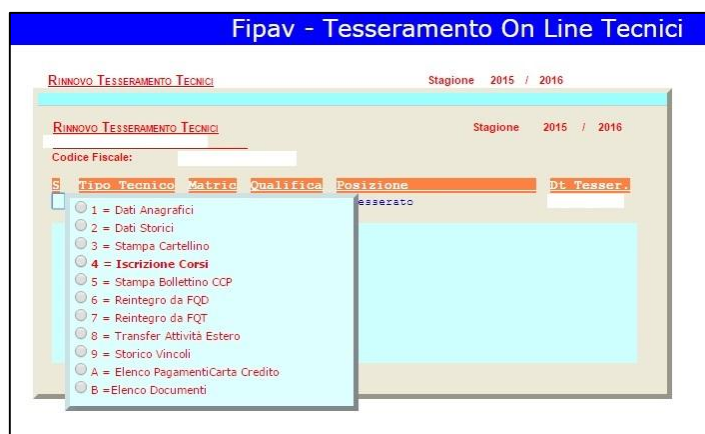 Fipav - Tesseramento On Line Tecnici
Rinnovo Tesseramento Tecnici Stagione 2015 / 2016
Rinnovo Tesseramento Tecnici Stagione 2015 / 2016
Codice Fiscale:
S Tipo Tecnico Matric Qualifica Posizione Dt Tesser.
esserato
1 = Dati Anagrafici
2 = Dati Storici
3 = Stampa Cartellino
4 = Iscrizione Corsi
5 = Stampa Bollettino CCP
6 = Reintegro da FQD
7 = Reintegro da FQT
8 = Transfer Attività Estero
9 = Storico Vincoli
A = Elenco PagamentiCarta Credito
B =Elenco Documenti